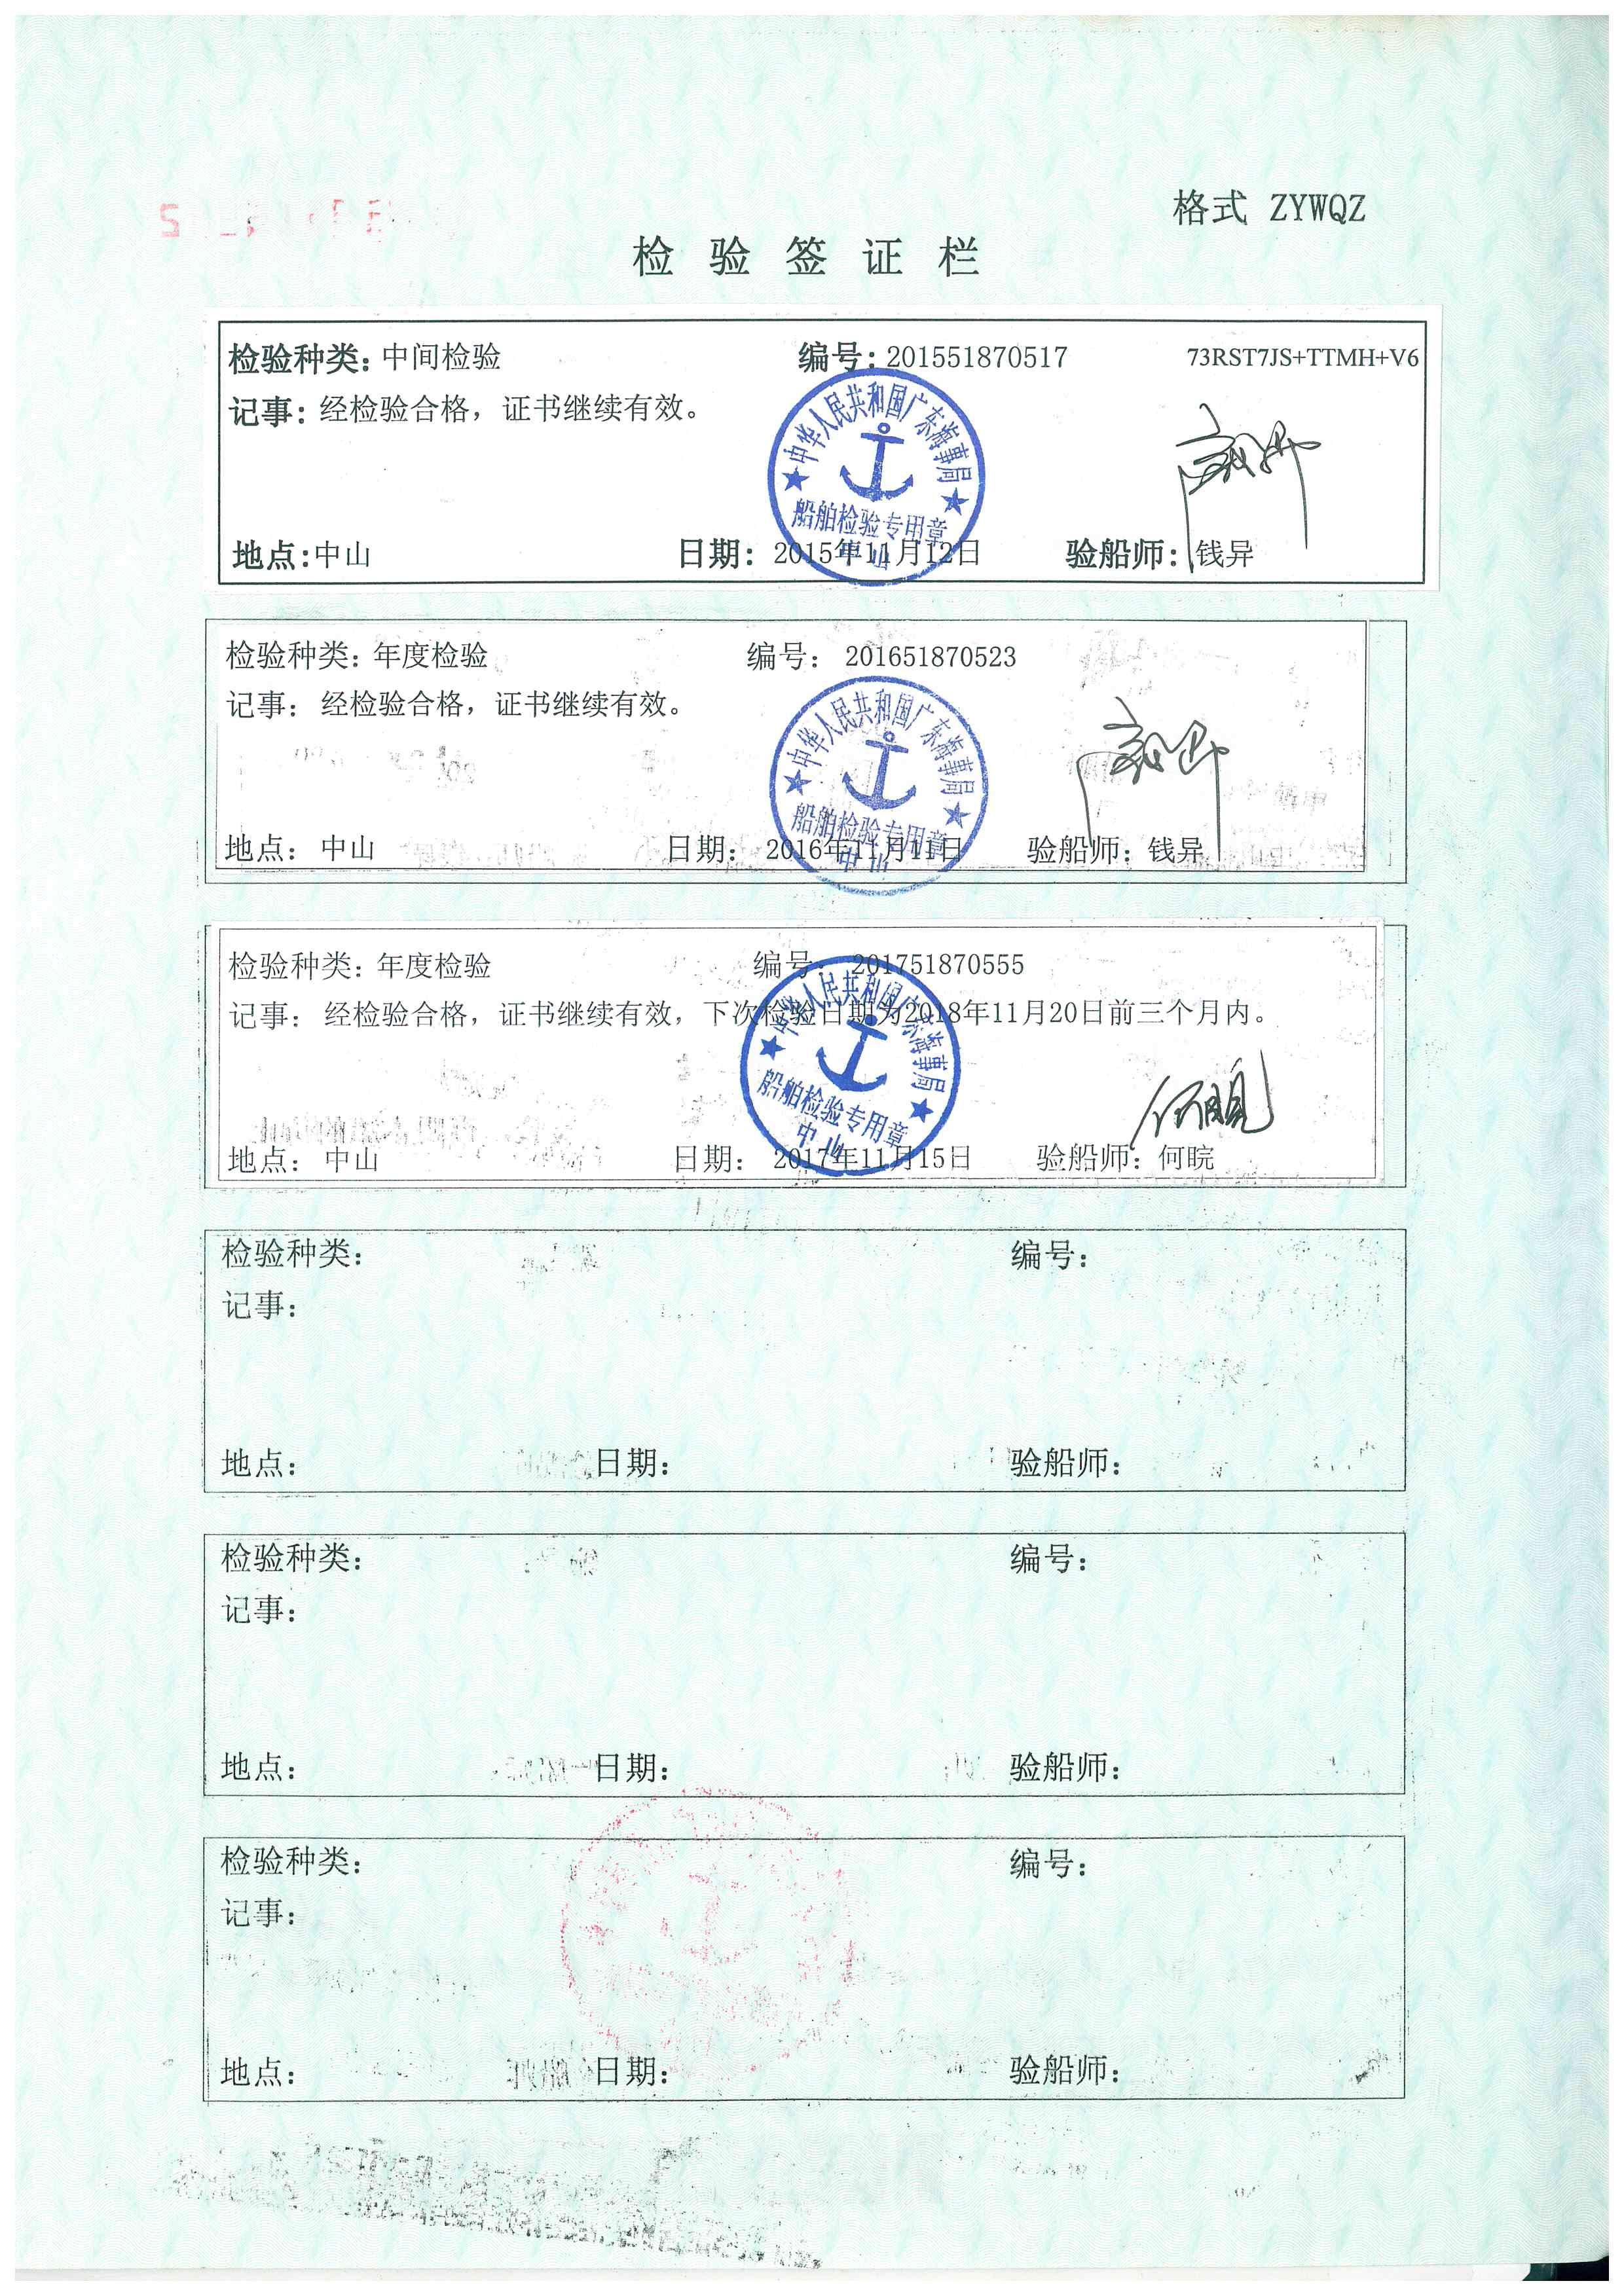 格式 ZYWQZ
检验签证栏
检验种类：中间检验 编号：201551870517 73RST7JS+TTMH+V6
记事：经检验合格，证书继续有效。
中华人民共和国广东海事局
船舶检验专用章
中山
地点：中山 日期：2015年11月12日 验船师：钱异
检验种类：年度检验 编号：201651870523
记事：经检验合格，证书继续有效。
中华人民共和国广东海事局
船舶检验专用章
中山
地点：中山 日期：2016年11月11日 验船师：钱异
检验种类：年度检验 编号：201751870555
记事：经检验合格，证书继续有效，下次检验日期为2018年11月20日前三个月内。
中华人民共和国广东海事局
船舶检验专用章
中山
地点：中山 日期：2017年11月15日 验船师：何晥
检验种类： 编号：
记事：
地点： 日期： 验船师：
检验种类： 编号：
记事：
地点： 日期： 验船师：
检验种类： 编号：
记事：
地点： 日期： 验船师：